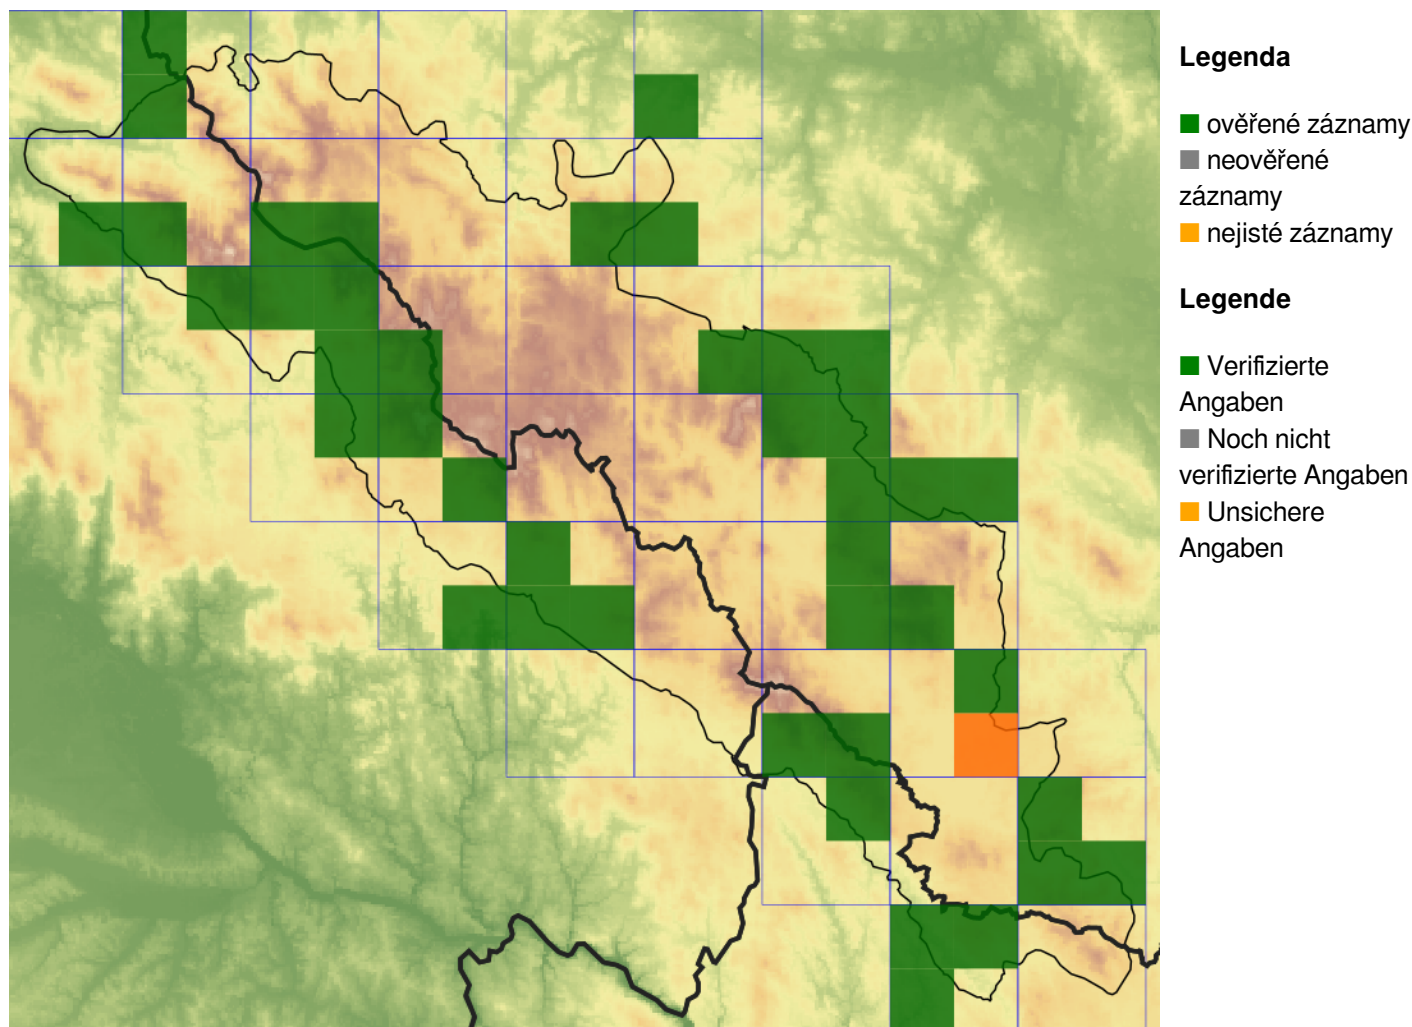 Legenda
ověřené záznamy
neověřené
záznamy
nejisté záznamy
Legende
Verifizierte
Angaben
Noch nicht
verifizierte Angaben
Unsichere
Angaben